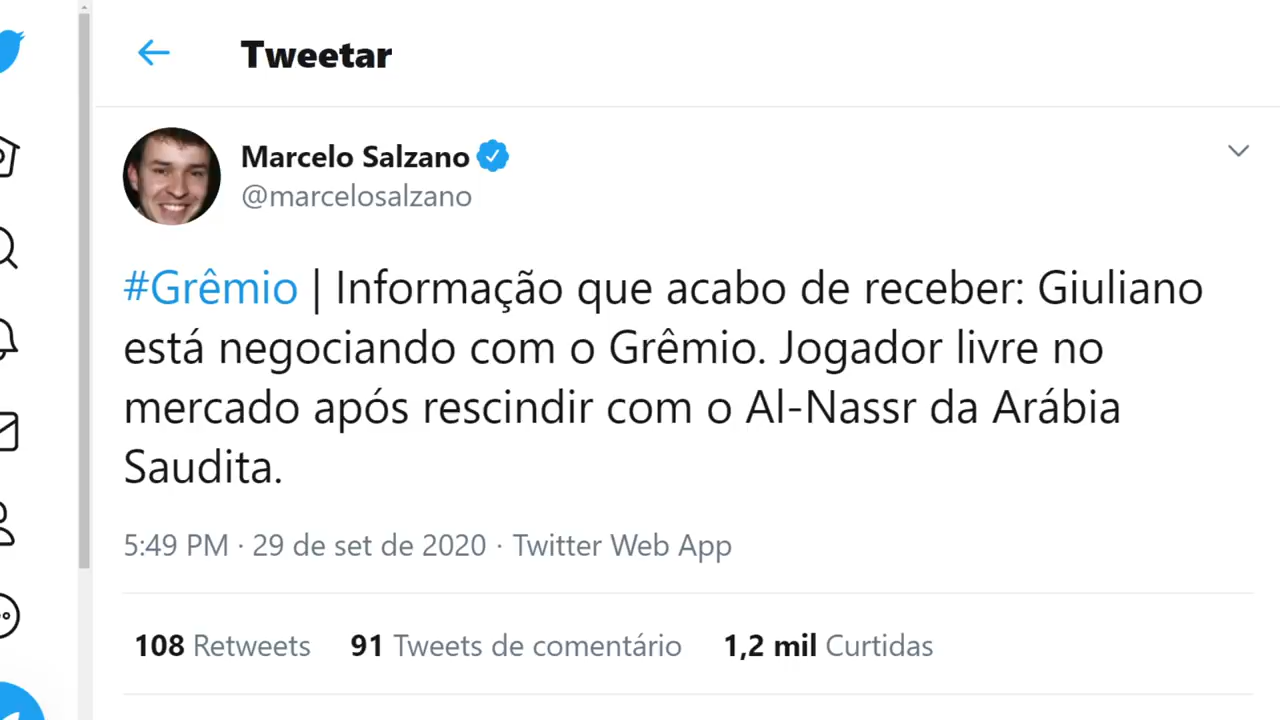 Tweetar
Marcelo Salzano
@marcelosalzano
#Grêmio | Informação que acabo de receber: Giuliano
está negociando com o Grêmio. Jogador livre no
mercado após rescindir com o Al-Nassr da Arábia
Saudita.
5:49 PM · 29 de set de 2020 · Twitter Web App
108 Retweets 91 Tweets de comentário 1,2 mil Curtidas